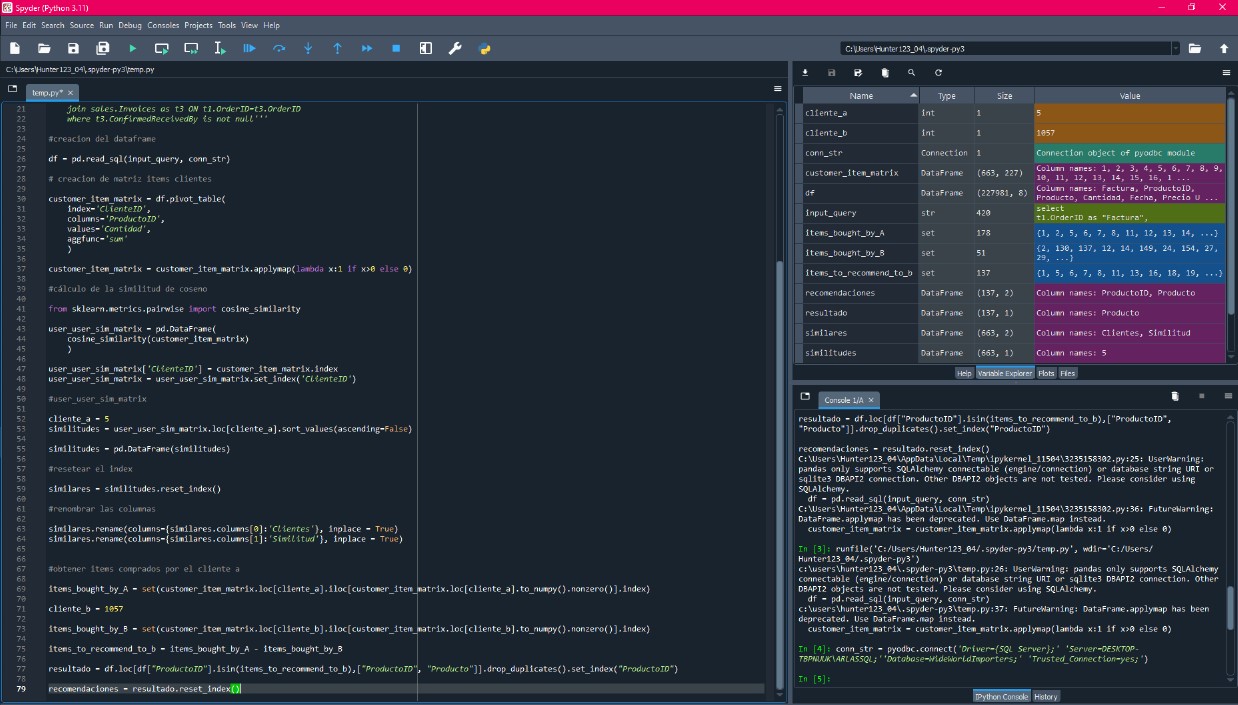 Spyder (Python 3.11)
File Edit Search Source Run Debug Consoles Projects Tools View Help
C:\Users\Hunter123_04\.spyder-py3
C:\Users\Hunter123_04\.spyder-py3\temp.py
temp.py*
21 join sales.Invoices as t3 ON t1.OrderID=t3.OrderID
22 where t3.ConfirmedReceivedBy is not null'''
23
24 #creacion del dataframe
25
26 df = pd.read_sql(input_query, conn_str)
27
28 # creacion de matriz items clientes
29
30 customer_item_matrix = df.pivot_table(
31 index='ClienteID',
32 columns='ProductoID',
33 values='Cantidad',
34 aggfunc='sum'
35 )
36
37 customer_item_matrix = customer_item_matrix.applymap(lambda x:1 if x>0 else 0)
38
39 #cálculo de la similitud de coseno
40
41 from sklearn.metrics.pairwise import cosine_similarity
42
43 user_user_sim_matrix = pd.DataFrame(
44 cosine_similarity(customer_item_matrix)
45 )
46
47 user_user_sim_matrix['ClienteID'] = customer_item_matrix.index
48 user_user_sim_matrix = user_user_sim_matrix.set_index('ClienteID')
49
50 #user_user_sim_matrix
51
52 cliente_a = 5
53 similitudes = user_user_sim_matrix.loc[cliente_a].sort_values(ascending=False)
54
55 similitudes = pd.DataFrame(similitudes)
56
57 #resetear el index
58
59 similares = similitudes.reset_index()
60
61 #renombrar las columnas
62
63 similares.rename(columns={similares.columns[0]:'Clientes'}, inplace = True)
64 similares.rename(columns={similares.columns[1]:'Similitud'}, inplace = True)
65
66
67 #obtener items comprados por el cliente a
68
69 items_bought_by_A = set(customer_item_matrix.loc[cliente_a].iloc[customer_item_matrix.loc[cliente_a].to_numpy().nonzero()].index)
70
71 cliente_b = 1057
72
73 items_bought_by_B = set(customer_item_matrix.loc[cliente_b].iloc[customer_item_matrix.loc[cliente_b].to_numpy().nonzero()].index)
74
75 items_to_recommend_to_b = items_bought_by_A - items_bought_by_B
76
77 resultado = df.loc[df["ProductoID"].isin(items_to_recommend_to_b),["ProductoID", "Producto"]].drop_duplicates().set_index("ProductoID")
78
79 recomendaciones = resultado.reset_index()
Name Type Size Value
cliente_a int 1 5
cliente_b int 1 1057
conn_str Connection 1 Connection object of pyodbc module
customer_item_matrix DataFrame (663, 227) Column names: 1, 2, 3, 4, 5, 6, 7, 8, 9,
10, 11, 12, 13, 14, 15, 16, 1 ...
df DataFrame (227981, 8) Column names: Factura, ProductoID,
Producto, Cantidad, Fecha, Precio U ...
input_query str 420 select
t1.OrderID as "Factura",
items_bought_by_A set 178 {1, 2, 5, 6, 7, 8, 11, 12, 13, 14, ...}
items_bought_by_B set 51 {2, 130, 137, 12, 14, 149, 24, 154, 27,
29, ...}
items_to_recommend_to_b set 137 {1, 5, 6, 7, 8, 11, 13, 16, 18, 19, ...}
recomendaciones DataFrame (137, 2) Column names: ProductoID, Producto
resultado DataFrame (137, 1) Column names: Producto
similares DataFrame (663, 2) Column names: Clientes, Similitud
similitudes DataFrame (663, 1) Column names: 5
Help Variable Explorer Plots Files
Console 1/A
resultado = df.loc[df["ProductoID"].isin(items_to_recommend_to_b),["ProductoID",
"Producto"]].drop_duplicates().set_index("ProductoID")
recomendaciones = resultado.reset_index()
C:\Users\Hunter123_04\AppData\Local\Temp\ipykernel_11504\3235158302.py:25: UserWarning:
pandas only supports SQLAlchemy connectable (engine/connection) or database string URI or
sqlite3 DBAPI2 connection. Other DBAPI2 objects are not tested. Please consider using
SQLAlchemy.
df = pd.read_sql(input_query, conn_str)
C:\Users\Hunter123_04\AppData\Local\Temp\ipykernel_11504\3235158302.py:36: FutureWarning:
DataFrame.applymap has been deprecated. Use DataFrame.map instead.
customer_item_matrix = customer_item_matrix.applymap(lambda x:1 if x>0 else 0)
In [3]: runfile('C:/Users/Hunter123_04/.spyder-py3/temp.py', wdir='C:/Users/
Hunter123_04/.spyder-py3')
c:\users\hunter123_04\.spyder-py3\temp.py:26: UserWarning: pandas only supports SQLAlchemy
connectable (engine/connection) or database string URI or sqlite3 DBAPI2 connection. Other
DBAPI2 objects are not tested. Please consider using SQLAlchemy.
df = pd.read_sql(input_query, conn_str)
c:\users\hunter123_04\.spyder-py3\temp.py:37: FutureWarning: DataFrame.applymap has been
deprecated. Use DataFrame.map instead.
customer_item_matrix = customer_item_matrix.applymap(lambda x:1 if x>0 else 0)
In [4]: conn_str = pyodbc.connect('Driver={SQL Server};' 'Server=DESKTOP-
TBPNUUK\ARLASSQL;''Database=WideWorldImporters;' 'Trusted_Connection=yes;')
In [5]:
IPython Console History